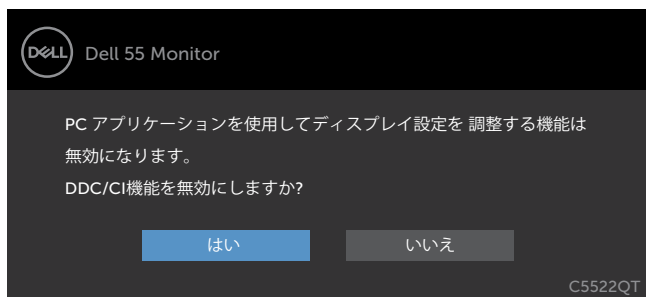 DELL Dell 55 Monitor
PC アプリケーションを使用してディスプレイ設定を 調整する機能は
無効になります。
DDC/CI機能を無効にしますか?
はい いいえ
C5522QT